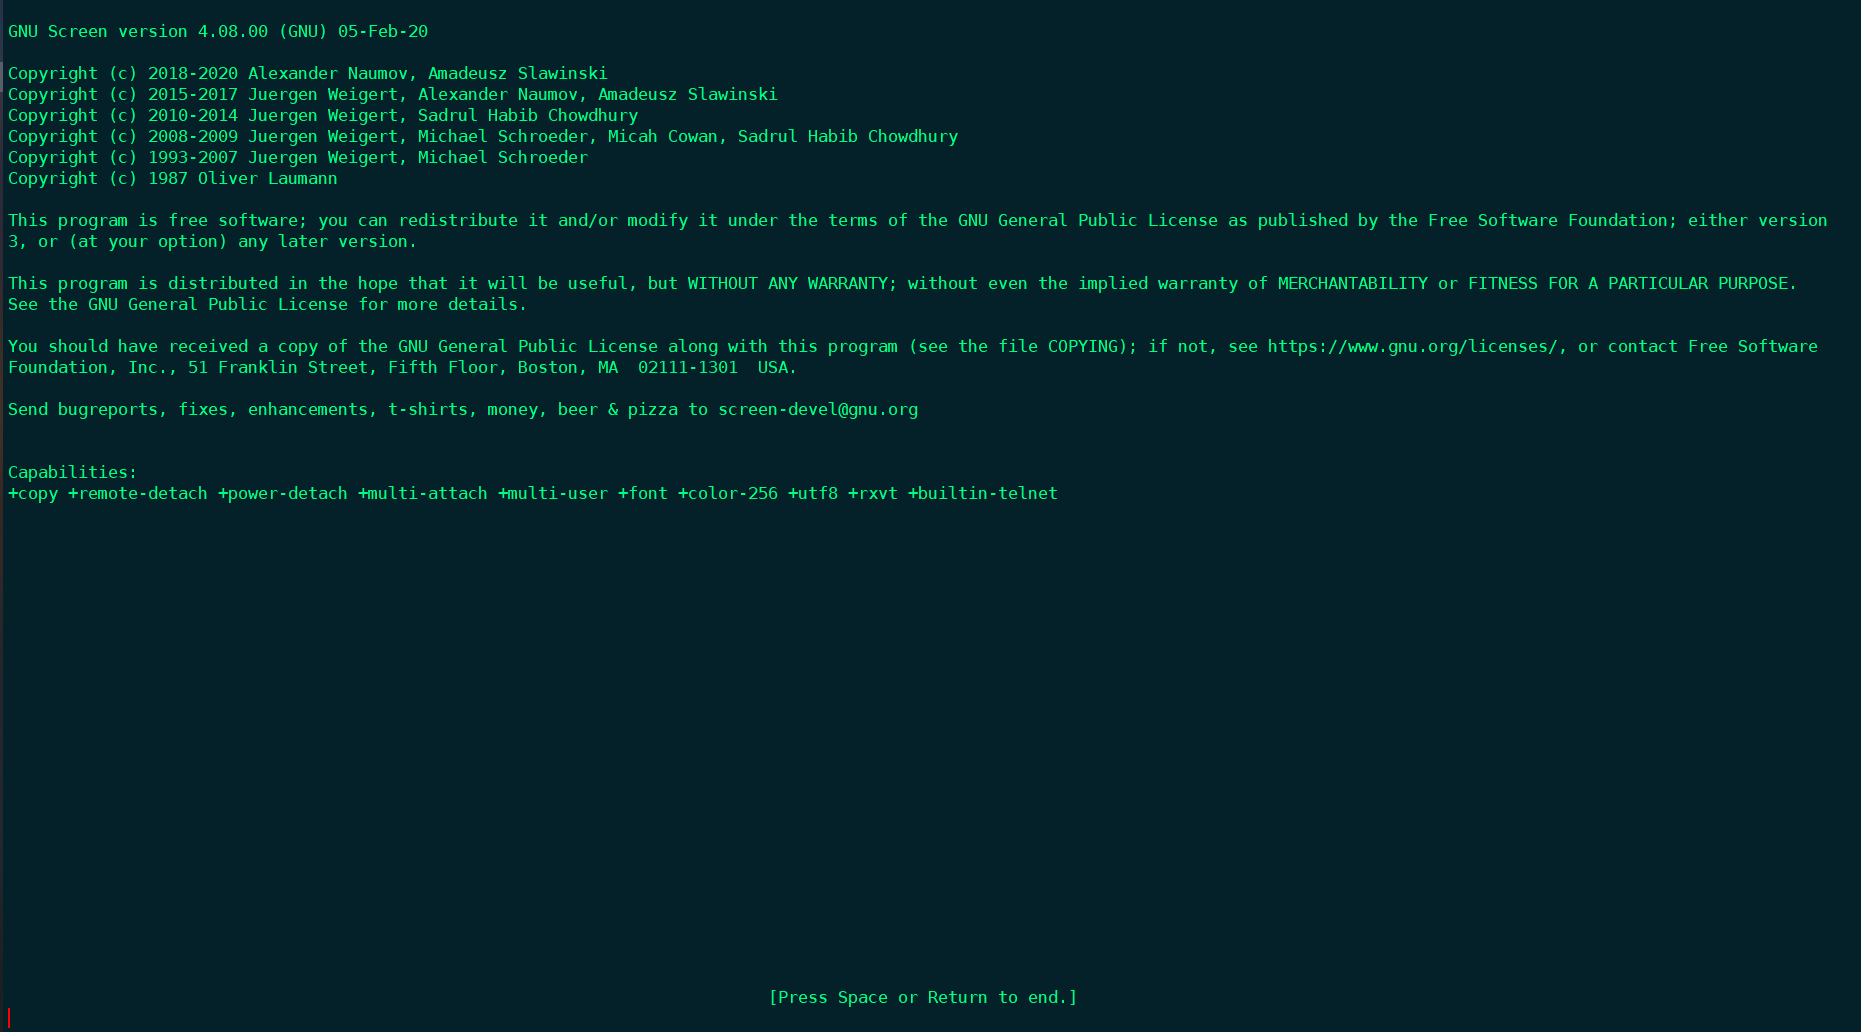 GNU Screen version 4.08.00 (GNU) 05-Feb-20
Copyright (c) 2018-2020 Alexander Naumov, Amadeusz Slawinski
Copyright (c) 2015-2017 Juergen Weigert, Alexander Naumov, Amadeusz Slawinski
Copyright (c) 2010-2014 Juergen Weigert, Sadrul Habib Chowdhury
Copyright (c) 2008-2009 Juergen Weigert, Michael Schroeder, Micah Cowan, Sadrul Habib Chowdhury
Copyright (c) 1993-2007 Juergen Weigert, Michael Schroeder
Copyright (c) 1987 Oliver Laumann
This program is free software; you can redistribute it and/or modify it under the terms of the GNU General Public License as published by the Free Software Foundation; either version
3, or (at your option) any later version.
This program is distributed in the hope that it will be useful, but WITHOUT ANY WARRANTY; without even the implied warranty of MERCHANTABILITY or FITNESS FOR A PARTICULAR PURPOSE.
See the GNU General Public License for more details.
You should have received a copy of the GNU General Public License along with this program (see the file COPYING); if not, see https://www.gnu.org/licenses/, or contact Free Software
Foundation, Inc., 51 Franklin Street, Fifth Floor, Boston, MA  02111-1301  USA.
Send bugreports, fixes, enhancements, t-shirts, money, beer & pizza to screen-devel@gnu.org
Capabilities:
+copy +remote-detach +power-detach +multi-attach +multi-user +font +color-256 +utf8 +rxvt +builtin-telnet
[Press Space or Return to end.]